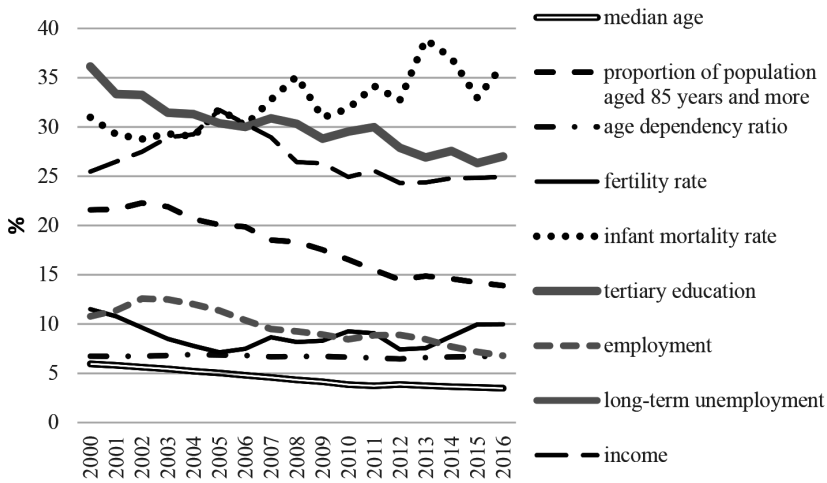 40
35
30
25
20
15
10
5
0
%
2000
2001
2002
2003
2004
2005
2006
2007
2008
2009
2010
2011
2012
2013
2014
2015
2016
median age
proportion of population
aged 85 years and more
age dependency ratio
fertility rate
infant mortality rate
tertiary education
employment
long-term unemployment
income